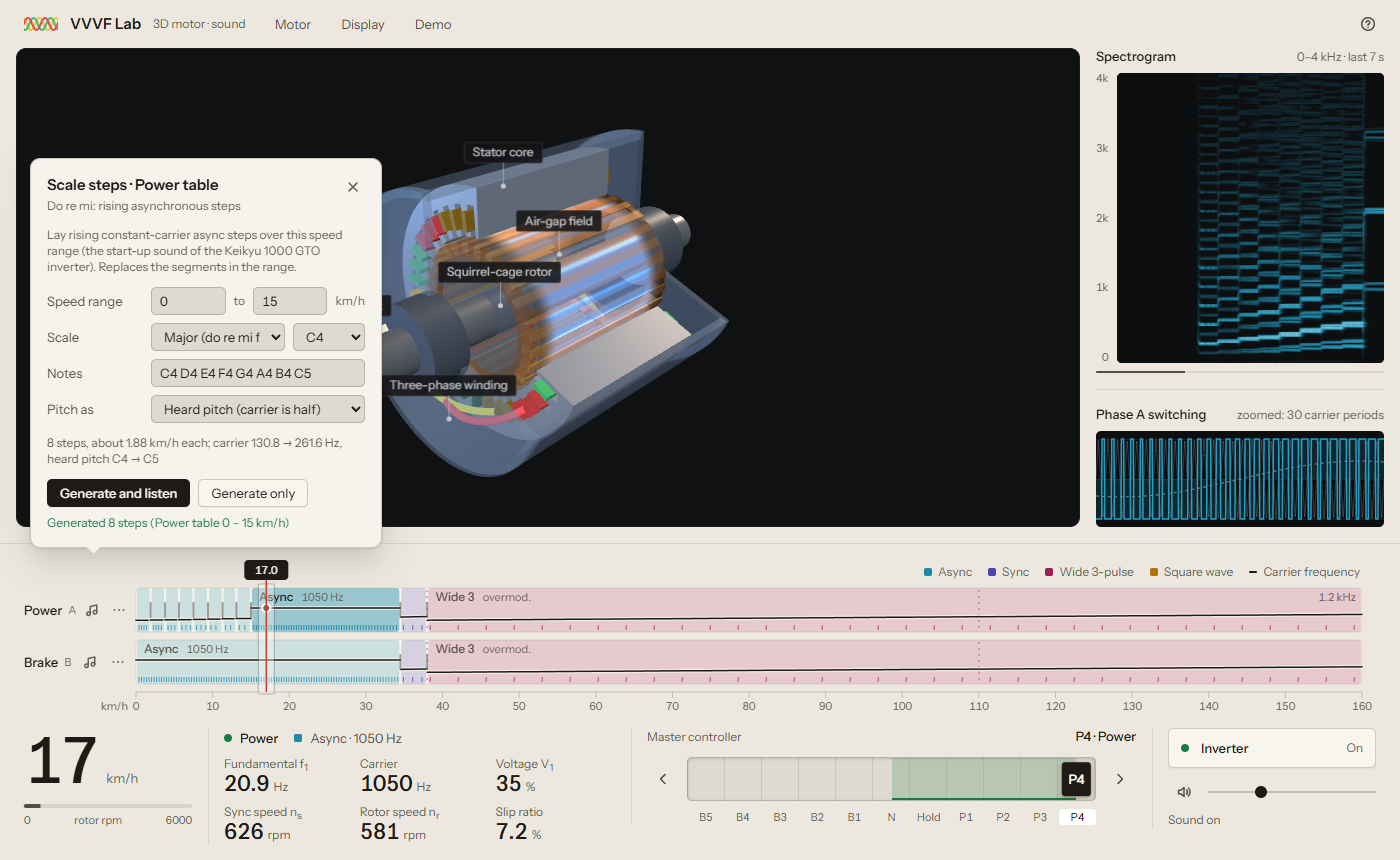 VVVF Lab
3D motor · sound
Motor
Display
Demo
Spectrogram
0–4 kHz · last 7 s
4k
3k
2k
1k
0
Stator core
Air-gap field
Squirrel-cage rotor
Three-phase winding
Scale steps · Power table
Do re mi: rising asynchronous steps
Lay rising constant-carrier async steps over this speed
range (the start-up sound of the Keikyu 1000 GTO
inverter). Replaces the segments in the range.
Speed range
0
to
15
km/h
Scale
Major (do re mi f
C4
Notes
C4 D4 E4 F4 G4 A4 B4 C5
Pitch as
Heard pitch (carrier is half)
8 steps, about 1.88 km/h each; carrier 130.8 → 261.6 Hz,
heard pitch C4 → C5
Generate and listen
Generate only
Generated 8 steps (Power table 0 – 15 km/h)
Phase A switching
zoomed: 30 carrier periods
17.0
Async
Sync
Wide 3-pulse
Square wave
Carrier frequency
Power A
Async 1050 Hz
Wide 3 overmod.
1.2 kHz
Brake B
Async 1050 Hz
Wide 3 overmod.
km/h 0 10 20 30 40 50 60 70 80 90 100 110 120 130 140 150 160
17 km/h
0 rotor rpm 6000
Power
Async · 1050 Hz
Fundamental f1
20.9 Hz
Carrier
1050 Hz
Voltage V1
35 %
Sync speed ns
626 rpm
Rotor speed nr
581 rpm
Slip ratio
7.2 %
Master controller
P4 · Power
P4
B5 B4 B3 B2 B1 N Hold P1 P2 P3 P4
Inverter
On
Sound on